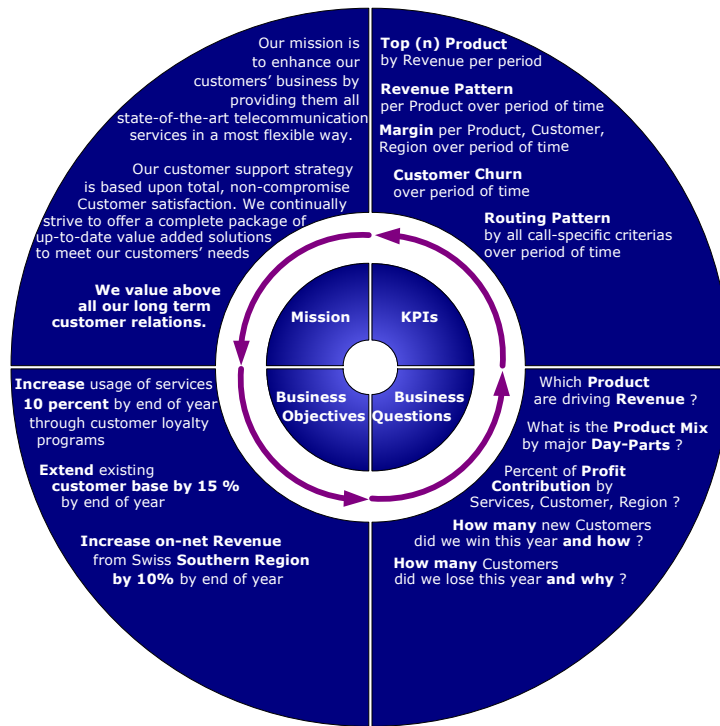 Our mission is
to enhance our
customers’ business by
providing them all
state-of-the-art telecommunication
services in a most flexible way.
Our customer support strategy
is based upon total, non-compromise
Customer satisfaction. We continually
strive to offer a complete package of
up-to-date value added solutions
to meet our customers’ needs
We value above
all our long term
customer relations.
Top (n) Product
by Revenue per period
Revenue Pattern
per Product over period of time
Margin per Product, Customer,
Region over period of time
Customer Churn
over period of time
Routing Pattern
by all call-specific criterias
over period of time
Mission
KPIs
Business
Objectives
Business
Questions
Increase usage of services
10 percent by end of year
through customer loyalty
programs
Extend existing
customer base by 15 %
by end of year
Increase on-net Revenue
from Swiss Southern Region
by 10% by end of year
Which Product
are driving Revenue ?
What is the Product Mix
by major Day-Parts ?
Percent of Profit
Contribution by
Services, Customer, Region ?
How many new Customers
did we win this year and how ?
How many Customers
did we lose this year and why ?